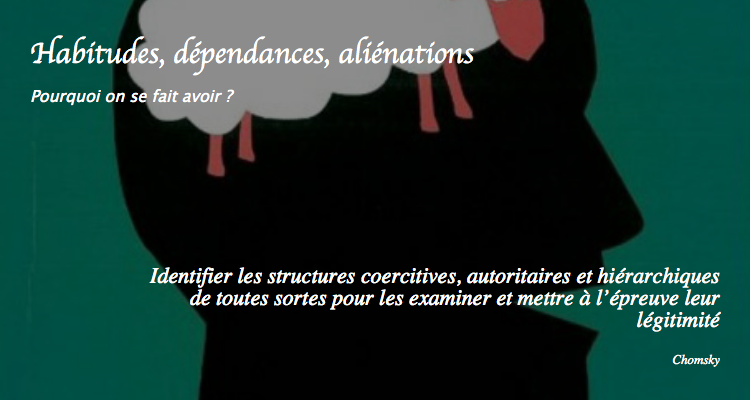 Habitudes, dépendances, aliénations
Pourquoi on se fait avoir ?
Identifier les structures coercitives, autoritaires et hiérarchiques
de toutes sortes pour les examiner et mettre à l'épreuve leur
légitimité
Chomsky